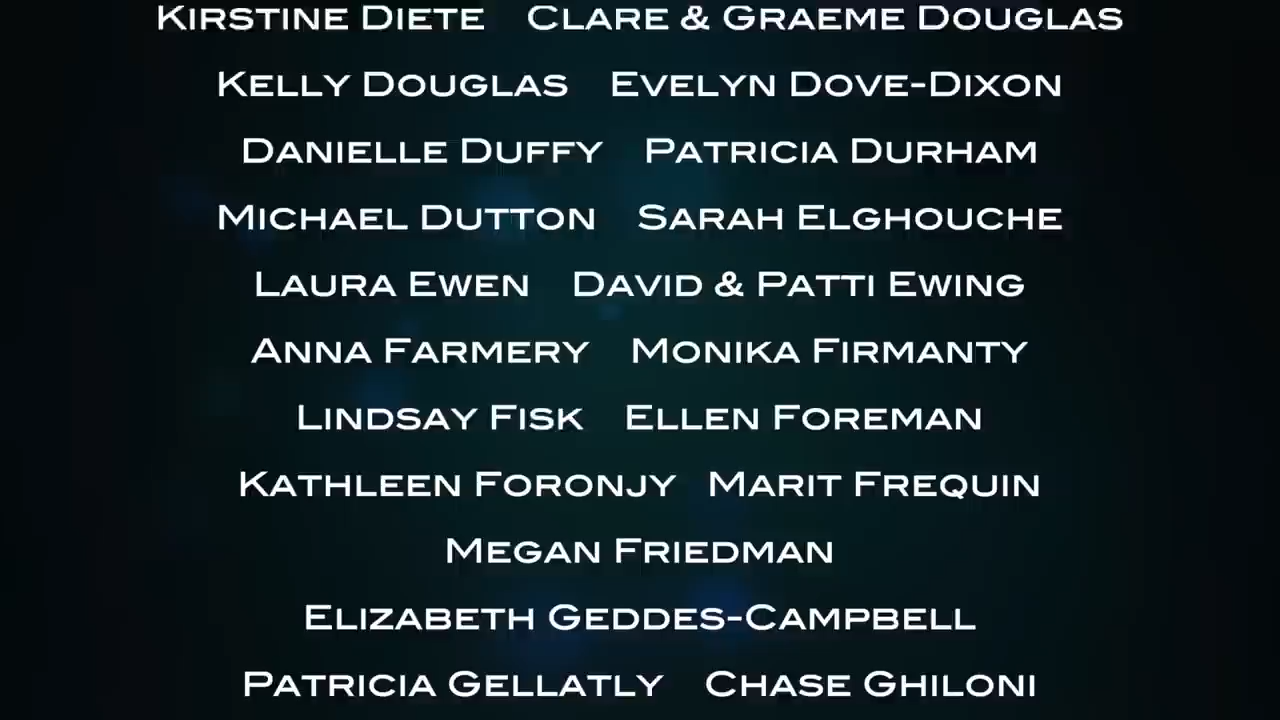 Kirstine Diete Clare & Graeme Douglas
Kelly Douglas Evelyn Dove-Dixon
Danielle Duffy Patricia Durham
Michael Dutton Sarah Elghouche
Laura Ewen David & Patti Ewing
Anna Farmery Monika Firmanty
Lindsay Fisk Ellen Foreman
Kathleen Foronjy Marit Frequin
Megan Friedman
Elizabeth Geddes-Campbell
Patricia Gellatly Chase Ghiloni